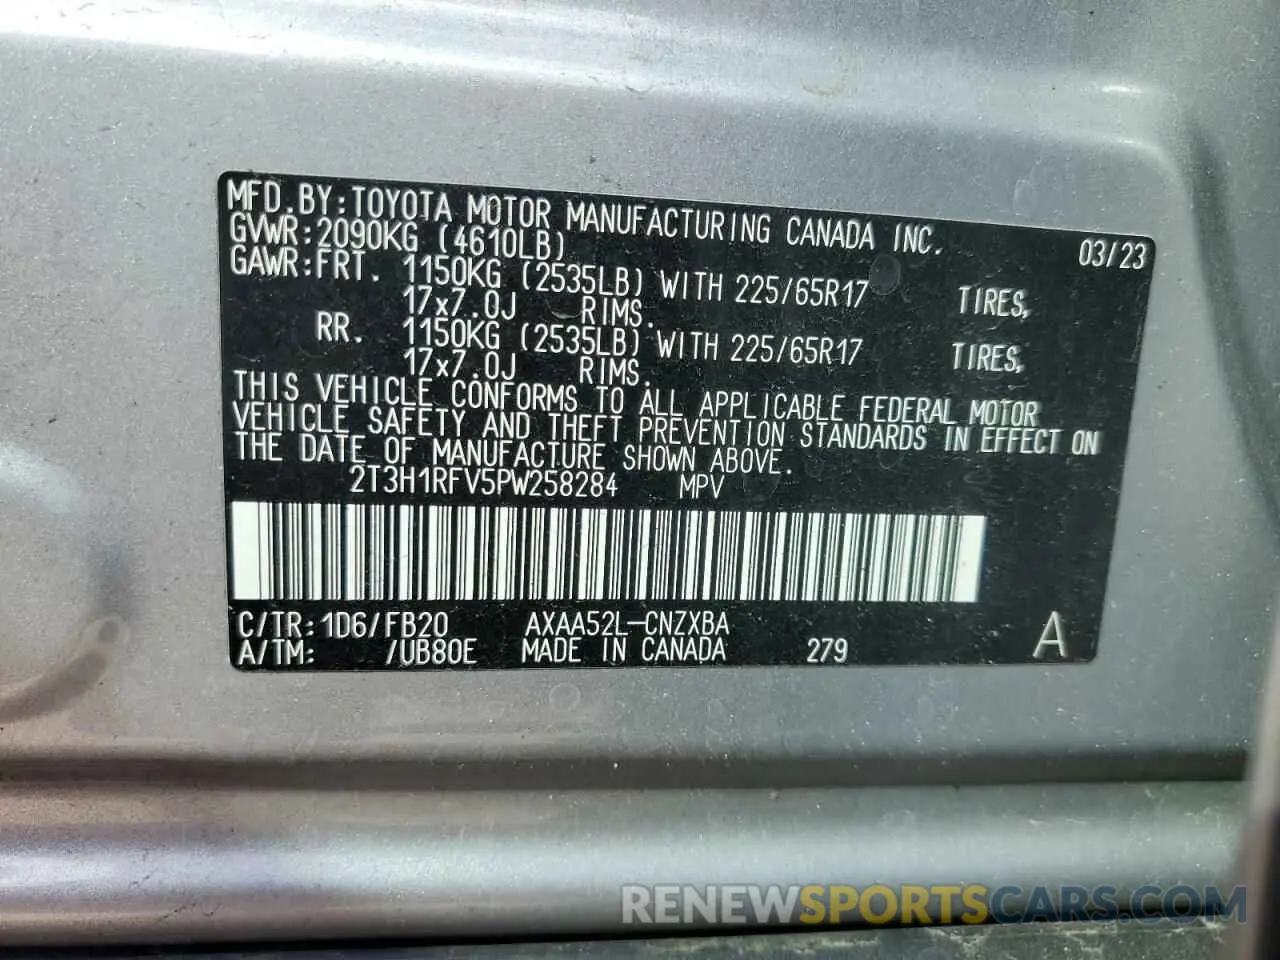 MFD.BY:TOYOTA MOTOR MANUFACTURING CANADA INC.
GVWR:2090KG (4610LB) 03/23
GAWR:FRT. 1150KG (2535LB) WITH 225/65R17 TIRES,
17x7.0J RIMS.
RR. 1150KG (2535LB) WITH 225/65R17 TIRES,
17x7.0J RIMS.
THIS VEHICLE CONFORMS TO ALL APPLICABLE FEDERAL MOTOR
VEHICLE SAFETY AND THEFT PREVENTION STANDARDS IN EFFECT ON
THE DATE OF MANUFACTURE SHOWN ABOVE.
2T3H1RFV5PW258284 MPV
C/TR:1D6/FB20 AXAA52L-CNZXBA A
A/TM: /UB80E MADE IN CANADA 279
RENEWSPORTSCARS.COM